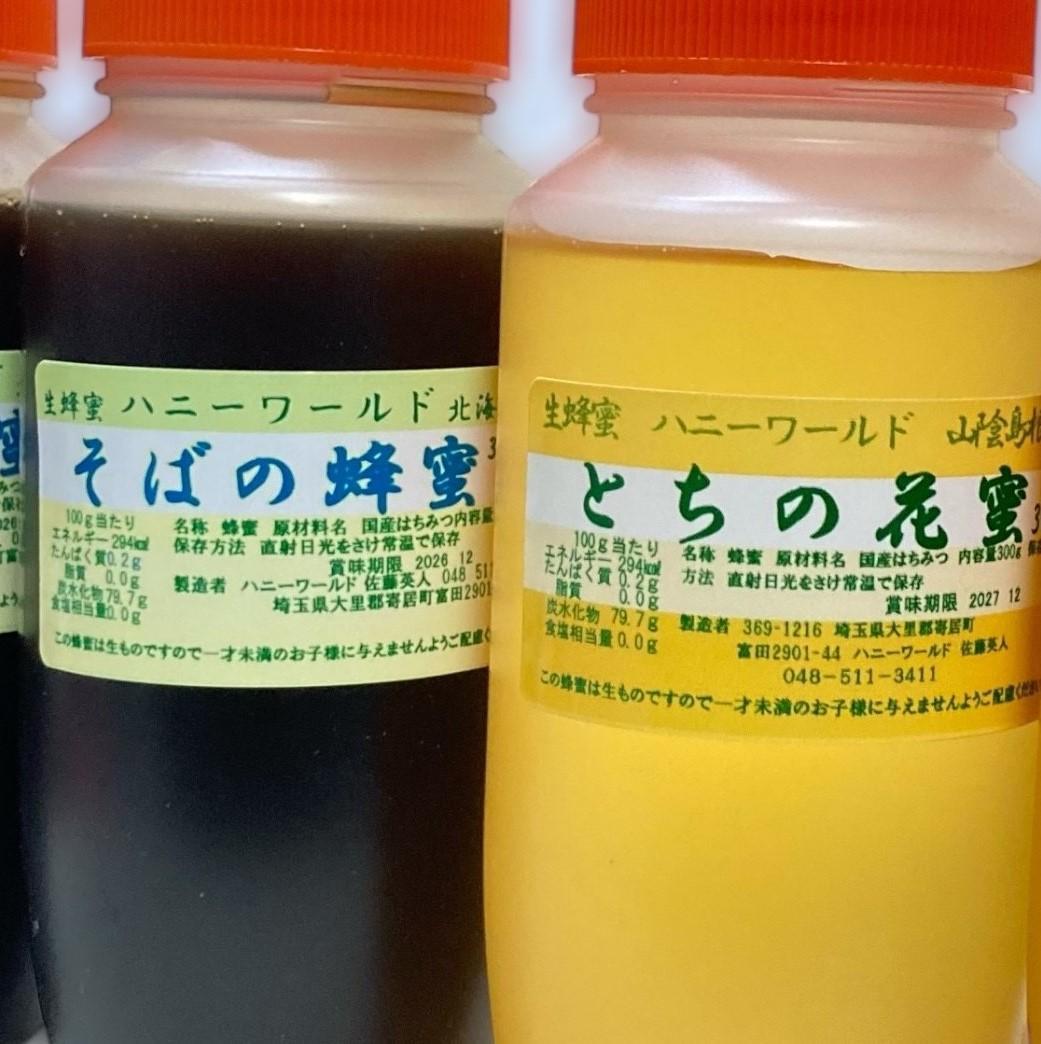 生蜂蜜 ハニーワールド 北海
そばの蜂蜜 3
100g当たり
エネルギー 294kcal
たんぱく質0.2g
脂質 0.0g
炭水化物79.7g
食塩相当量0.0g
名称 蜂蜜 原材料名 国産はちみつ内容量
保存方法 直射日光をさけ常温で保存
賞味期限 2026 12
製造者 ハニーワールド 佐藤英人 048 511
埼玉県大里郡寄居町富田2901
この蜂蜜は生ものですので一才未満のお子様に与えませんようご配慮く
生蜂蜜 ハニーワールド 山陰島根
とちの花蜜 3
100g当たり
エネルギー 294kcal
たんぱく質 0.2g
脂質 0.0g
炭水化物 79.7g
食塩相当量 0.0g
名称 蜂蜜 原材料名 国産はちみつ 内容量300g 保存
方法 直射日光をさけ常温で保存
賞味期限 2027 12
製造者 369-1216 埼玉県大里郡寄居町
富田2901-44 ハニーワールド 佐藤英人
048-511-3411
この蜂蜜は生ものですので一才未満のお子様に与えませんようご配慮ください